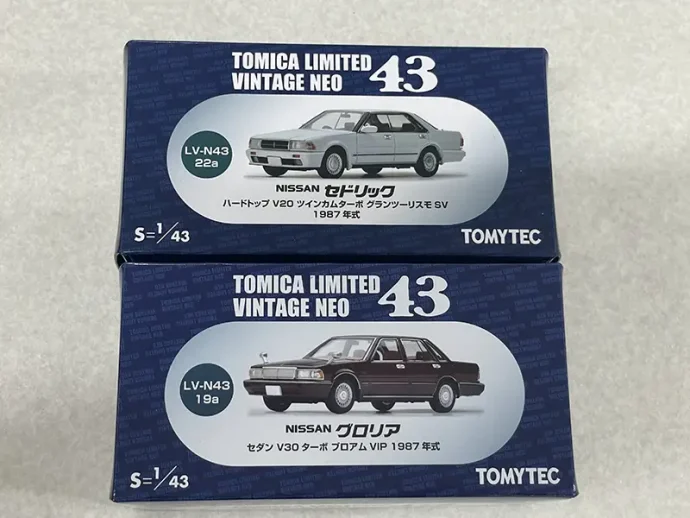 TOMICA LIMITED
VINTAGE NEO 43
LV-N43
22a
NISSAN セドリック
ハードトップ V20 ツインカムターボ グランツーリスモ SV
1987 年式
S=1/43
TOMYTEC
TOMICA LIMITED
VINTAGE NEO 43
LV-N43
19a
NISSAN グロリア
セダン V30 ターボ ブロアム VIP 1987 年式
S=1/43
TOMYTEC